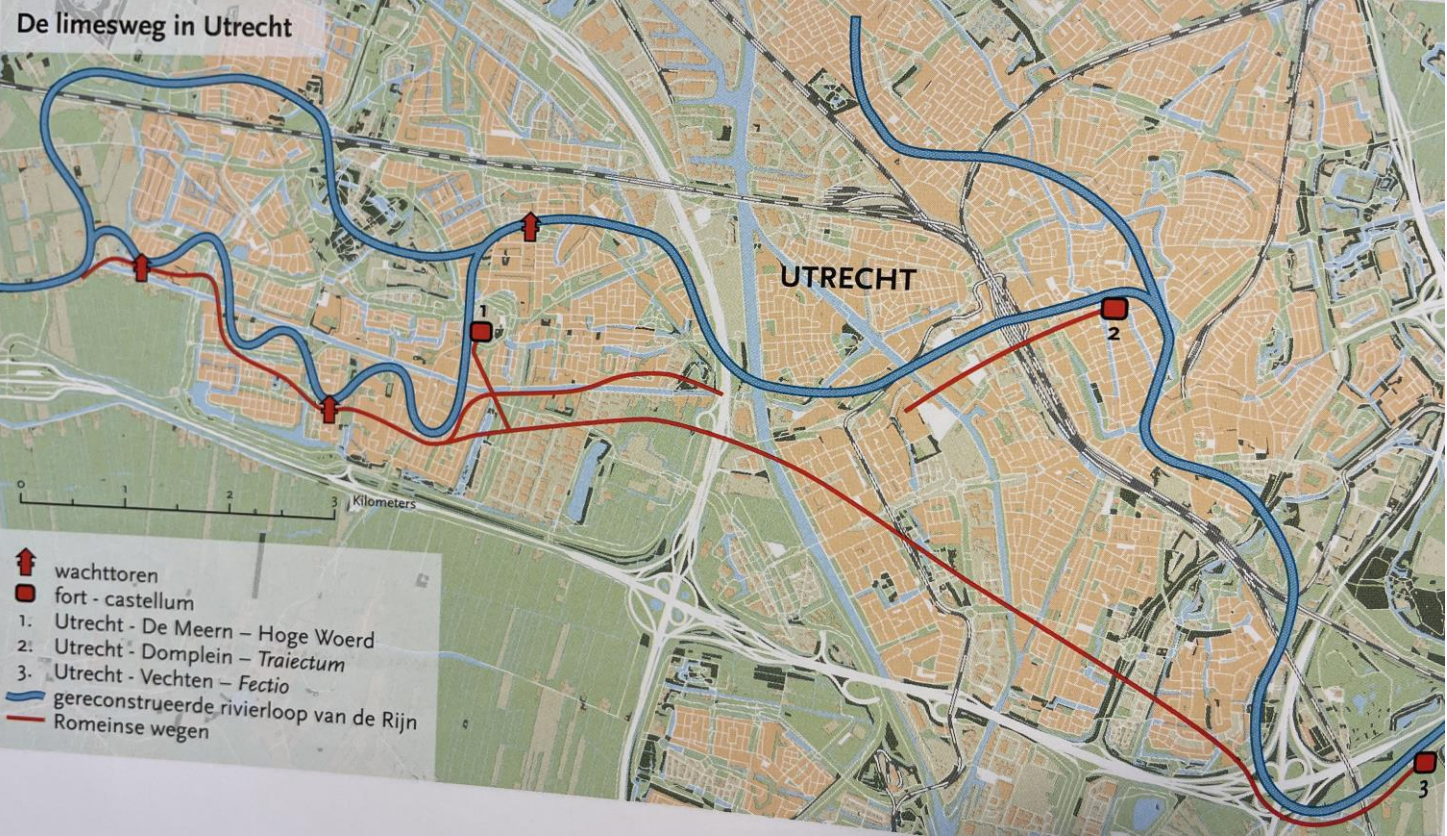 De limesweg in Utrecht
UTRECHT
1
2
0 1 2 3 Kilometers
wachttoren
fort - castellum
1. Utrecht - De Meern – Hoge Woerd
2. Utrecht - Domplein – Traiectum
3. Utrecht - Vechten – Fectio
gereconstrueerde rivierloop van de Rijn
Romeinse wegen
3